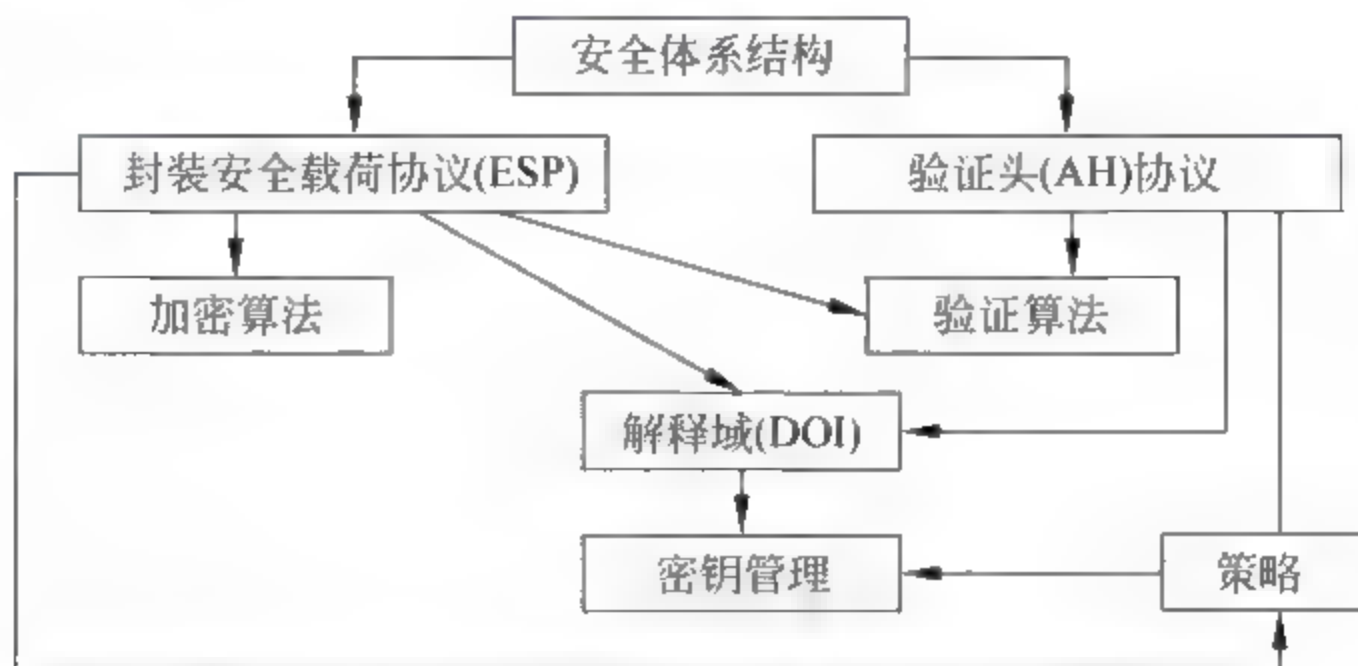 安全体系结构
封装安全载荷协议(ESP)
验证头(AH)协议
加密算法
验证算法
解释域(DOI)
密钥管理
策略